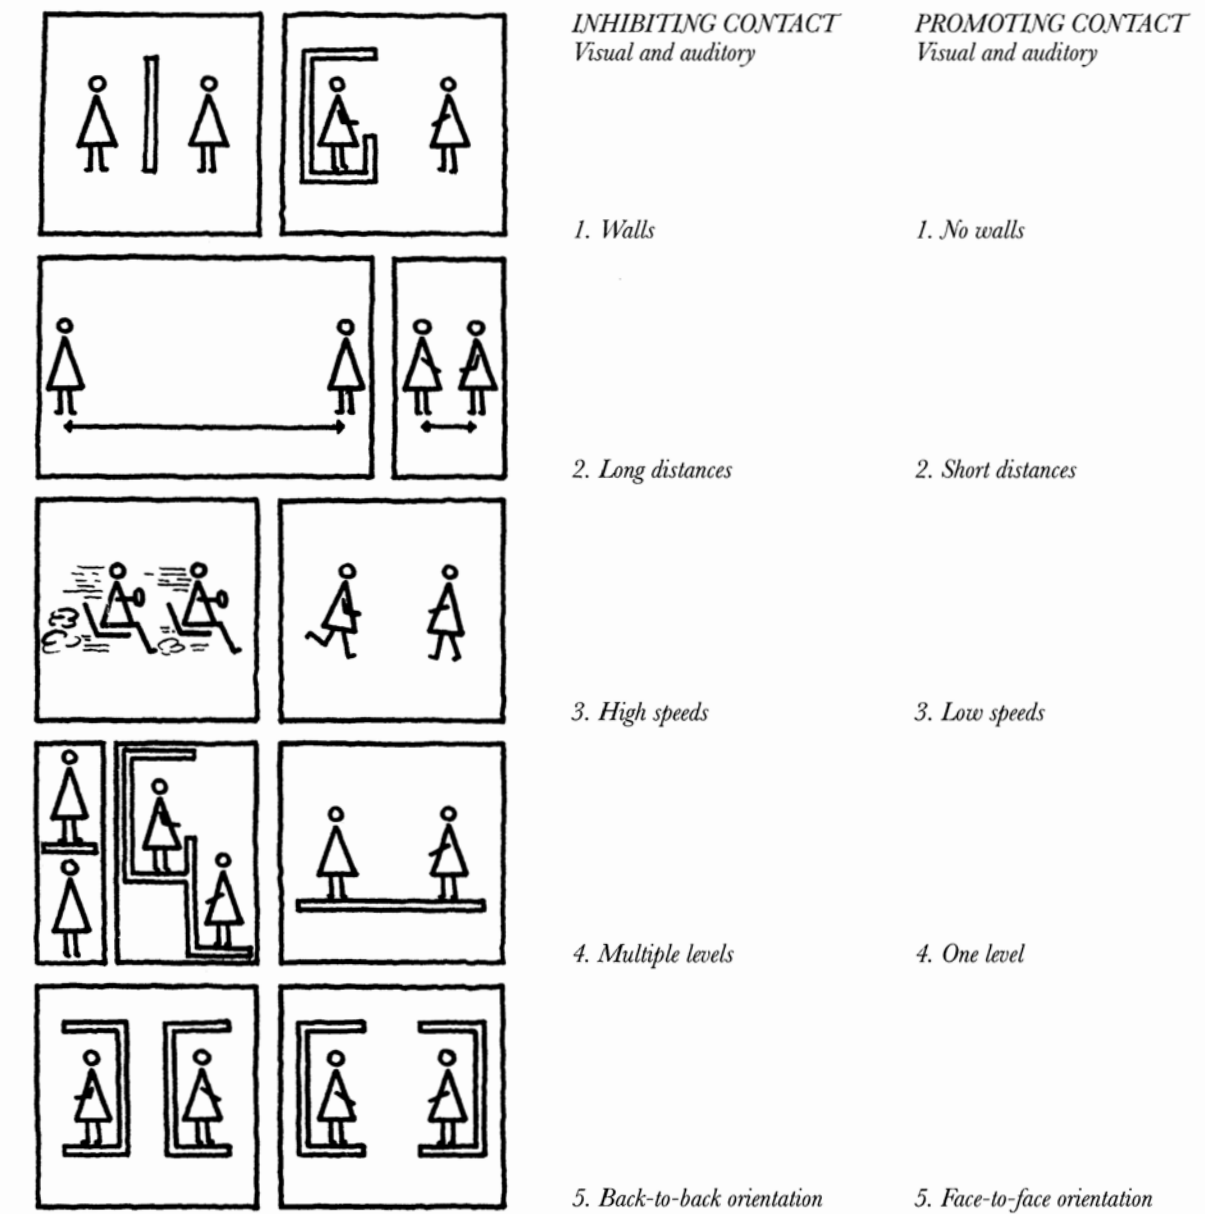 INHIBITING CONTACT
Visual and auditory
PROMOTING CONTACT
Visual and auditory
1. Walls
1. No walls
2. Long distances
2. Short distances
3. High speeds
3. Low speeds
4. Multiple levels
4. One level
5. Back-to-back orientation
5. Face-to-face orientation